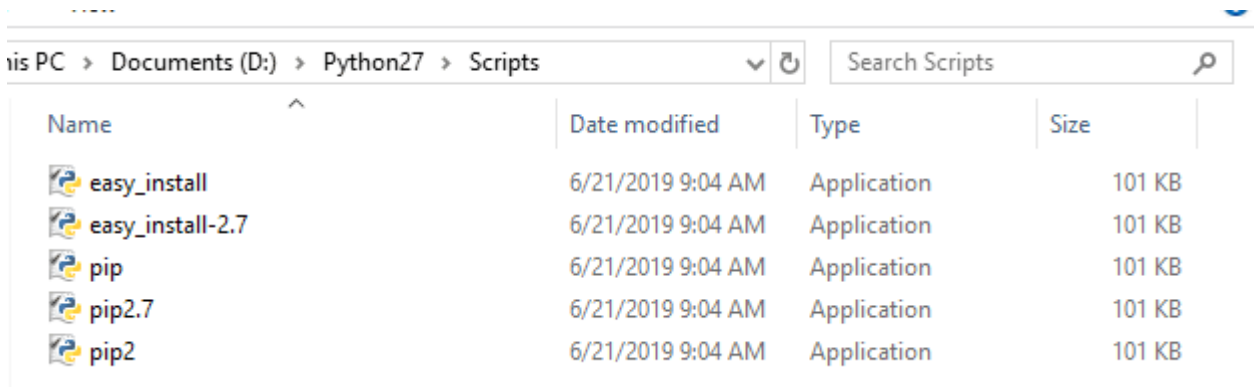 his PC > Documents (D:) > Python27 > Scripts Search Scripts
Name Date modified Type Size
easy_install 6/21/2019 9:04 AM Application 101 KB
easy_install-2.7 6/21/2019 9:04 AM Application 101 KB
pip 6/21/2019 9:04 AM Application 101 KB
pip2.7 6/21/2019 9:04 AM Application 101 KB
pip2 6/21/2019 9:04 AM Application 101 KB